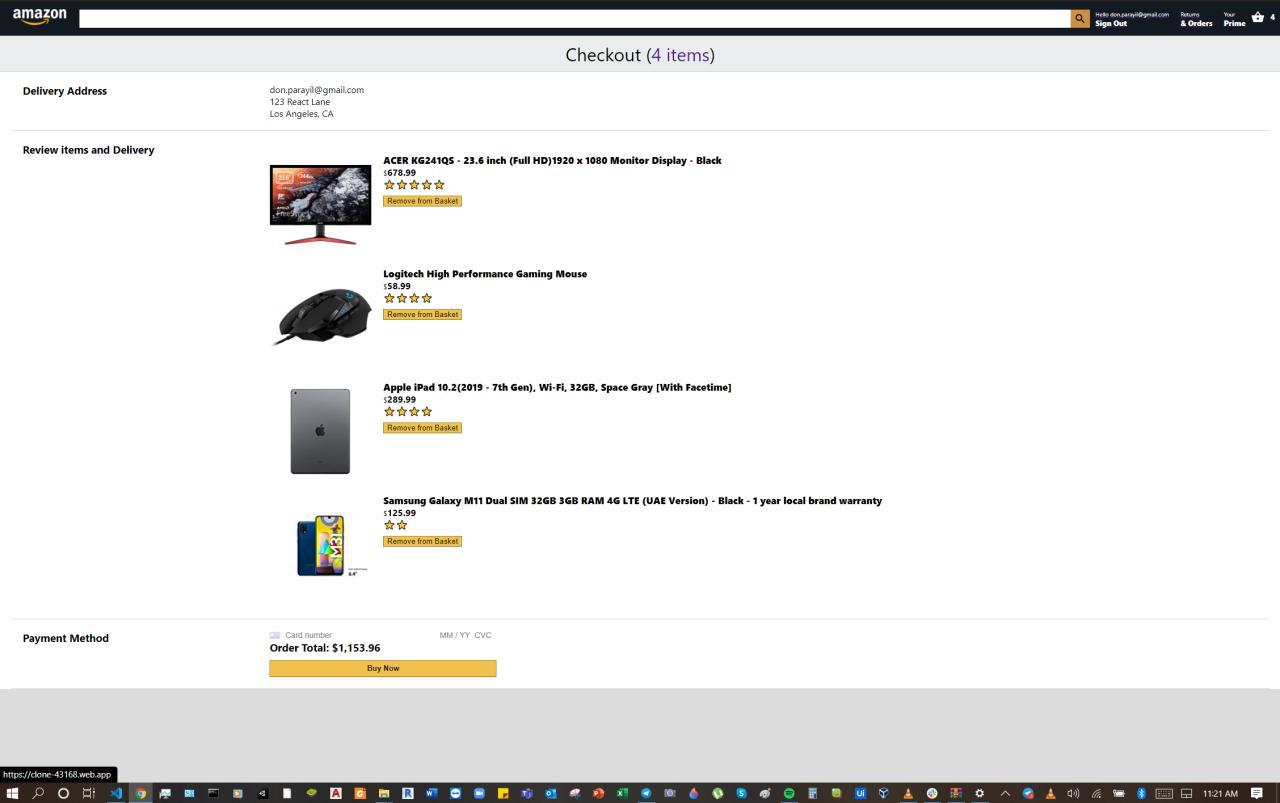 amazon
Hello don.parayil@gmail.com
Sign Out
Returns
& Orders
Your
Prime
4
Checkout (4 items)
Delivery Address
don.parayil@gmail.com
123 React Lane
Los Angeles, CA
Review items and Delivery
ACER KG241QS - 23.6 inch (Full HD)1920 x 1080 Monitor Display - Black
$678.99
Remove from Basket
Logitech High Performance Gaming Mouse
$58.99
Remove from Basket
Apple iPad 10.2(2019 - 7th Gen), Wi-Fi, 32GB, Space Gray [With Facetime]
$289.99
Remove from Basket
Samsung Galaxy M11 Dual SIM 32GB 3GB RAM 4G LTE (UAE Version) - Black - 1 year local brand warranty
$125.99
Remove from Basket
Payment Method
Card number MM / YY CVC
Order Total: $1,153.96
Buy Now
https://clone-43168.web.app
11:21 AM